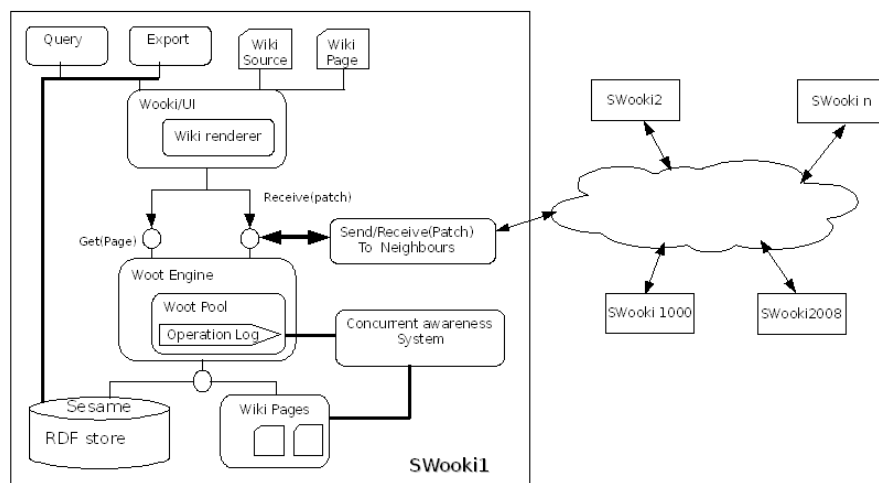 Query
Export
Wiki
Source
Wiki
Page
Wooki/UI
Wiki renderer
SWooki2
SWooki n
Receive(patch)
Get(Page)
Send/Receive(Patch)
To Neighbours
Woot Engine
Woot Pool
Operation Log
Concurrent awareness
System
SWooki 1000
SWooki2008
Sesame
RDF store
Wiki Pages
SWooki1